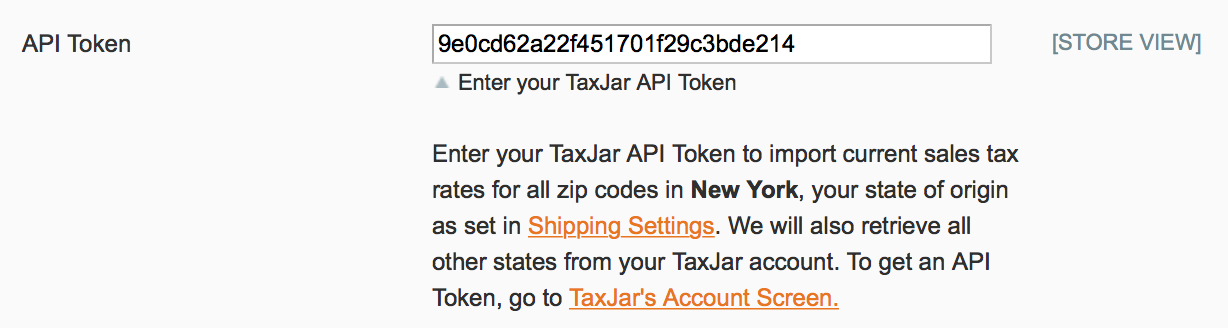 API Token
9e0cd62a22f451701f29c3bde214
[STORE VIEW]
Enter your TaxJar API Token
Enter your TaxJar API Token to import current sales tax
rates for all zip codes in New York, your state of origin
as set in Shipping Settings. We will also retrieve all
other states from your TaxJar account. To get an API
Token, go to TaxJar's Account Screen.